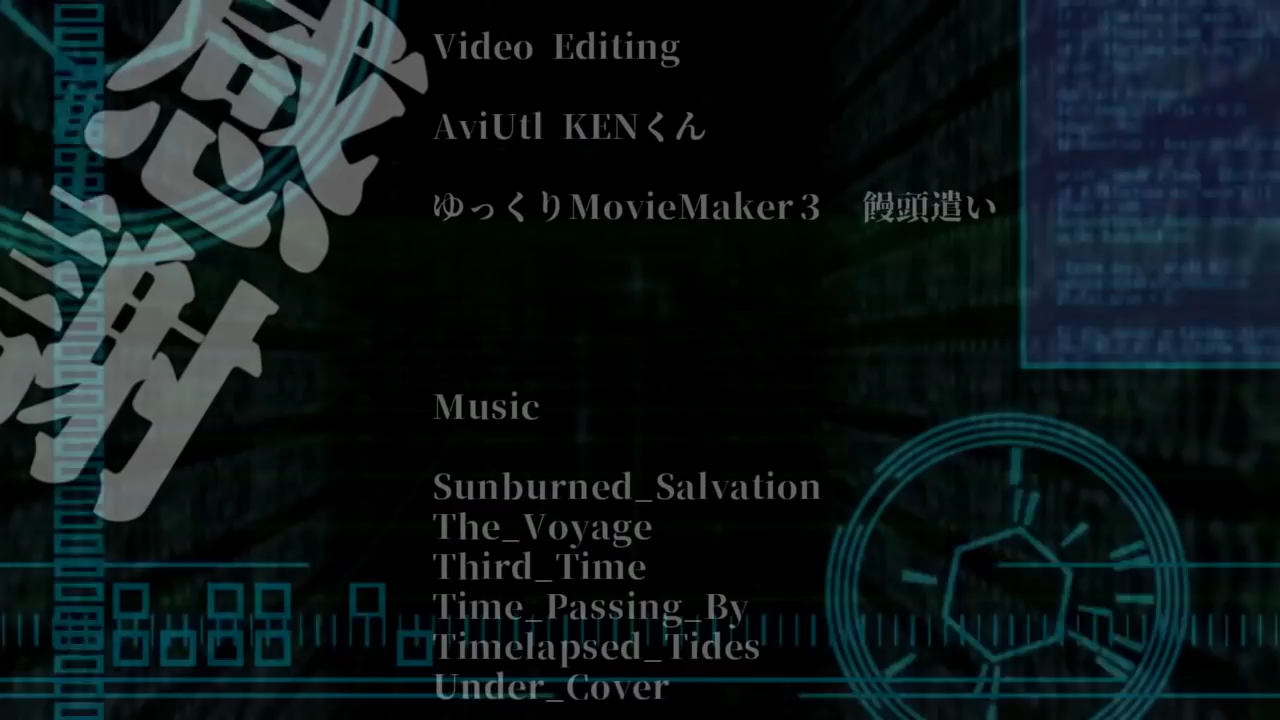 感謝
Video Editing
AviUtl KENくん
ゆっくりMovieMaker3　饅頭遣い
Music
Sunburned_Salvation
The_Voyage
Third_Time
Time_Passing_By
Timelapsed_Tides
Under_Cover